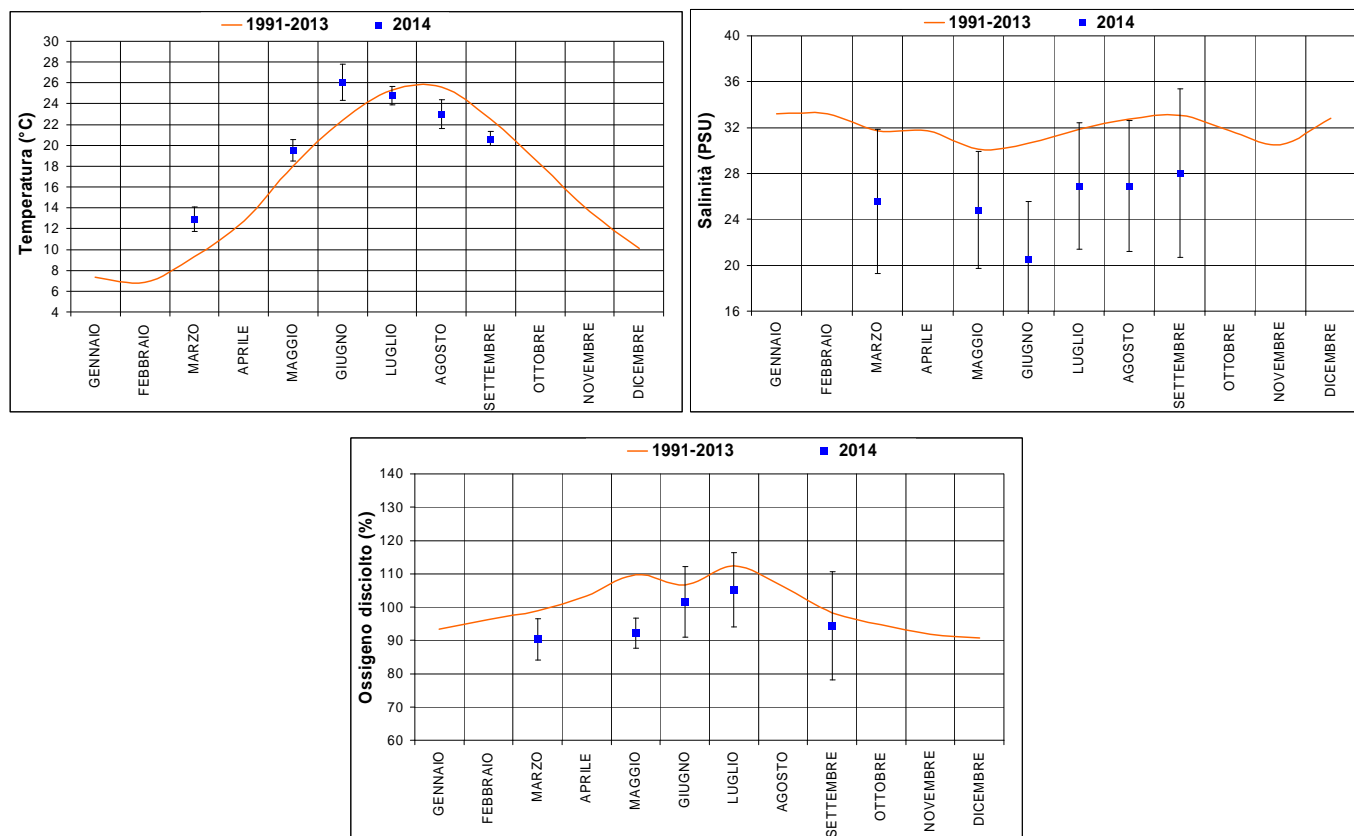 1991-2013 2014
30
28
26
24
22
20
18
16
14
12
10
8
6
4
Temperatura (°C)
GENNAIO
FEBBRAIO
MARZO
APRILE
MAGGIO
GIUGNO
LUGLIO
AGOSTO
SETTEMBRE
OTTOBRE
NOVEMBRE
DICEMBRE
1991-2013 2014
40
36
32
28
24
20
16
Salinità (PSU)
GENNAIO
FEBBRAIO
MARZO
APRILE
MAGGIO
GIUGNO
LUGLIO
AGOSTO
SETTEMBRE
OTTOBRE
NOVEMBRE
DICEMBRE
1991-2013 2014
140
130
120
110
100
90
80
70
60
Ossigeno disciolto (%)
GENNAIO
FEBBRAIO
MARZO
APRILE
MAGGIO
GIUGNO
LUGLIO
AGOSTO
SETTEMBRE
OTTOBRE
NOVEMBRE
DICEMBRE